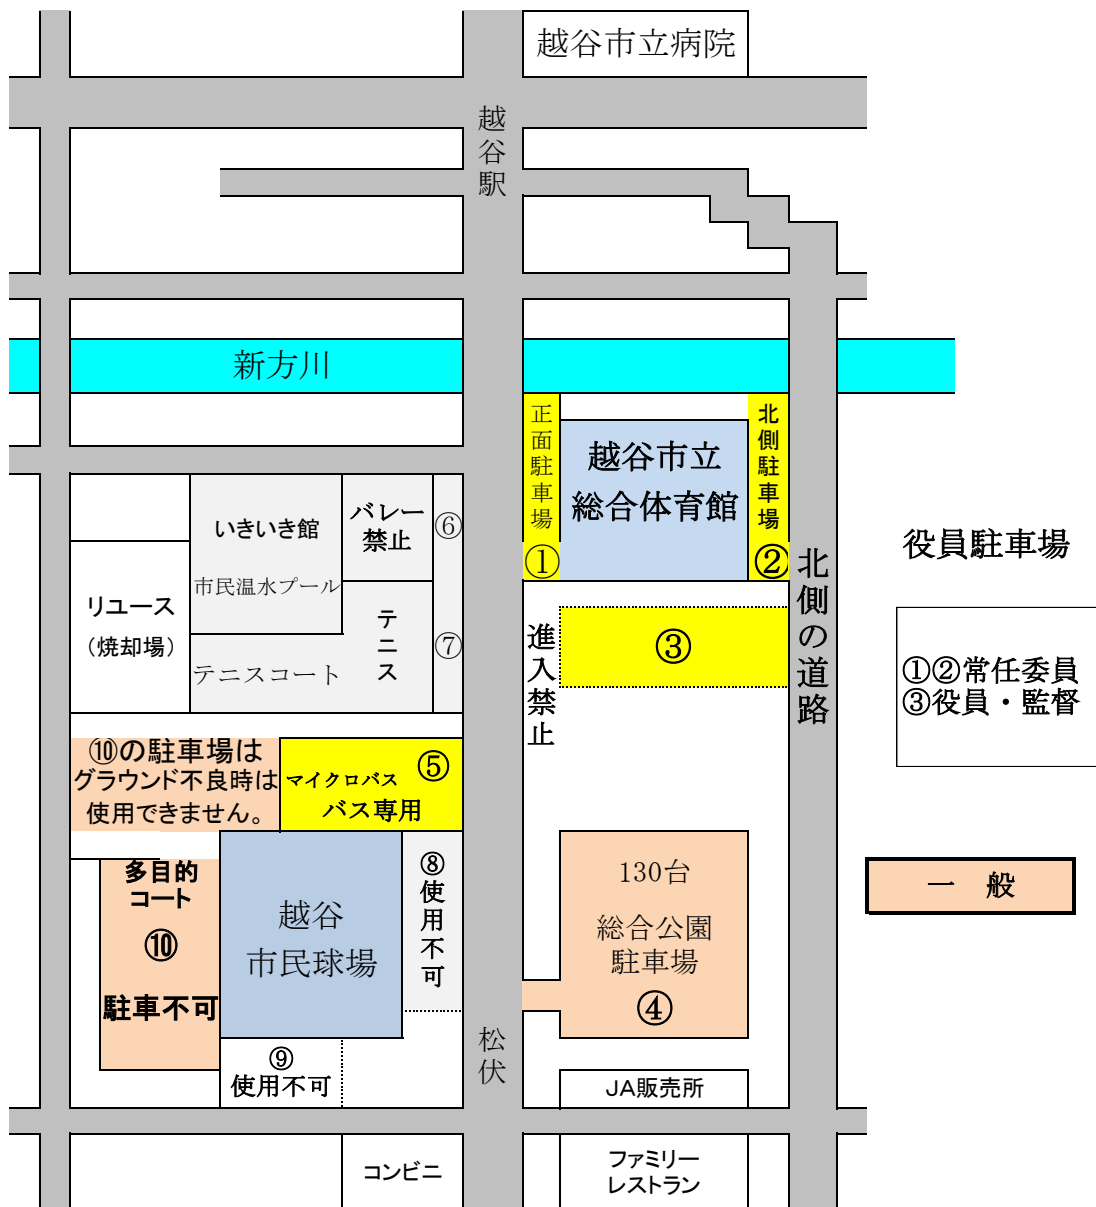 越谷市立病院
越谷駅
新方川
正面駐車場
①
越谷市立
総合体育館
北側駐車場
②
北側の道路
役員駐車場
①②常任委員
③役員・監督
いきいき館
市民温水プール
バレー
禁止
⑥
リユース
(焼却場)
テニスコート
テニス
⑦
進入禁止
③
⑩の駐車場は
グラウンド不良時は
使用できません。
⑤
マイクロバス
バス専用
多目的
コート
⑩
駐車不可
越谷
市民球場
⑧使用不可
⑨
使用不可
130台
総合公園
駐車場
④
一 般
松伏
JA販売所
コンビニ
ファミリー
レストラン